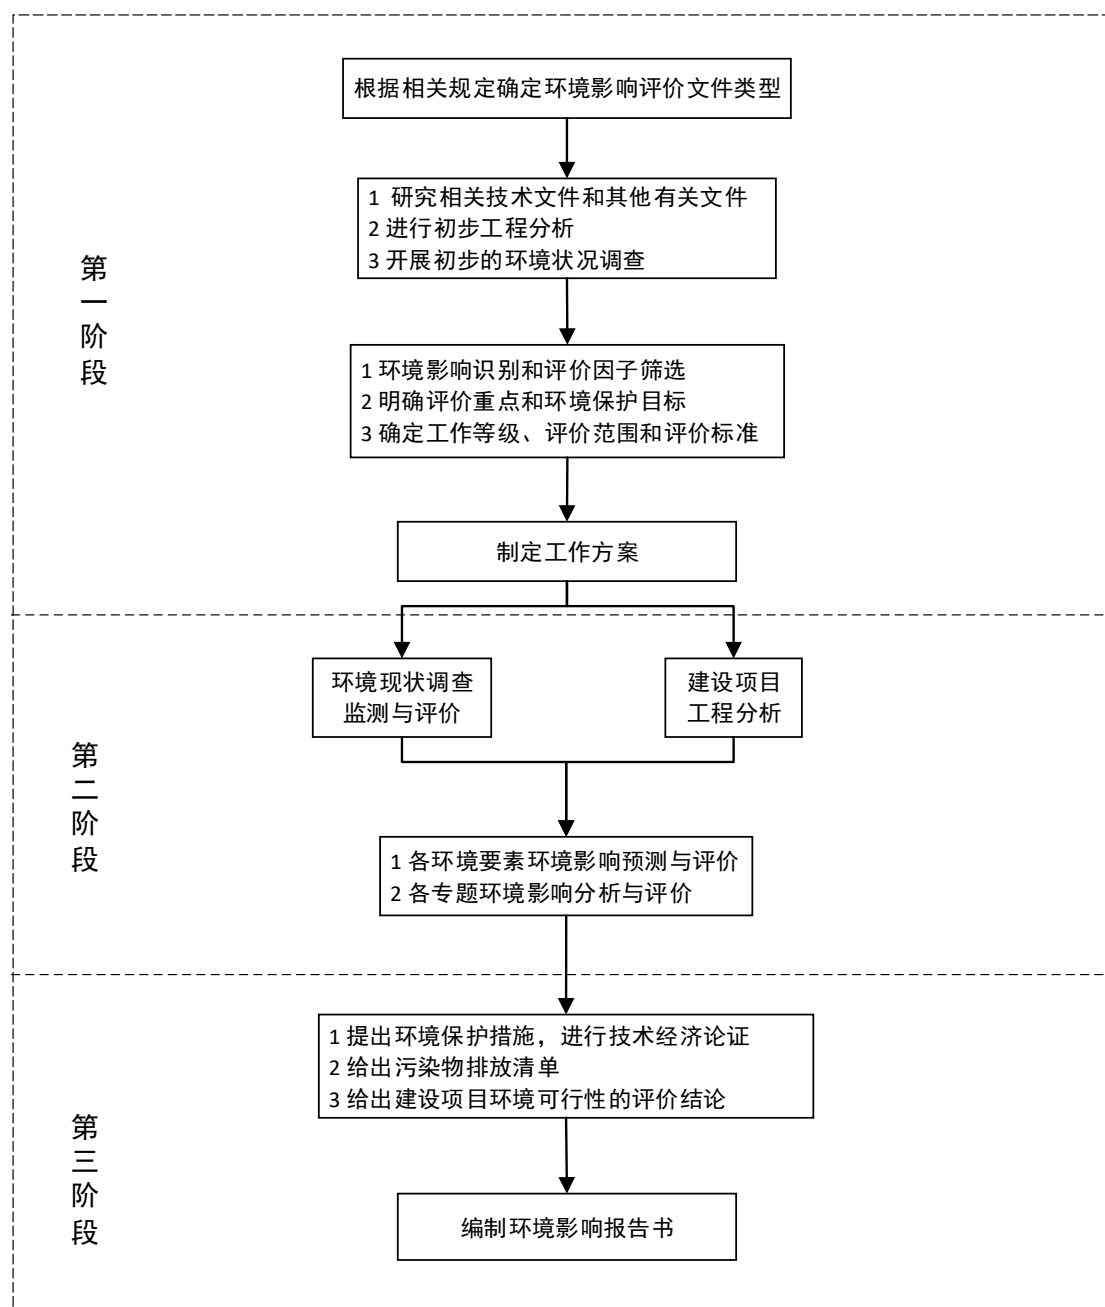 根据相关规定确定环境影响评价文件类型
1 研究相关技术文件和其他有关文件
2 进行初步工程分析
3 开展初步的环境状况调查
第一阶段
1 环境影响识别和评价因子筛选
2 明确评价重点和环境保护目标
3 确定工作等级、评价范围和评价标准
制定工作方案
环境现状调查
监测与评价
建设项目
工程分析
第二阶段
1 各环境要素环境影响预测与评价
2 各专题环境影响分析与评价
1 提出环境保护措施，进行技术经济论证
2 给出污染物排放清单
3 给出建设项目环境可行性的评价结论
第三阶段
编制环境影响报告书